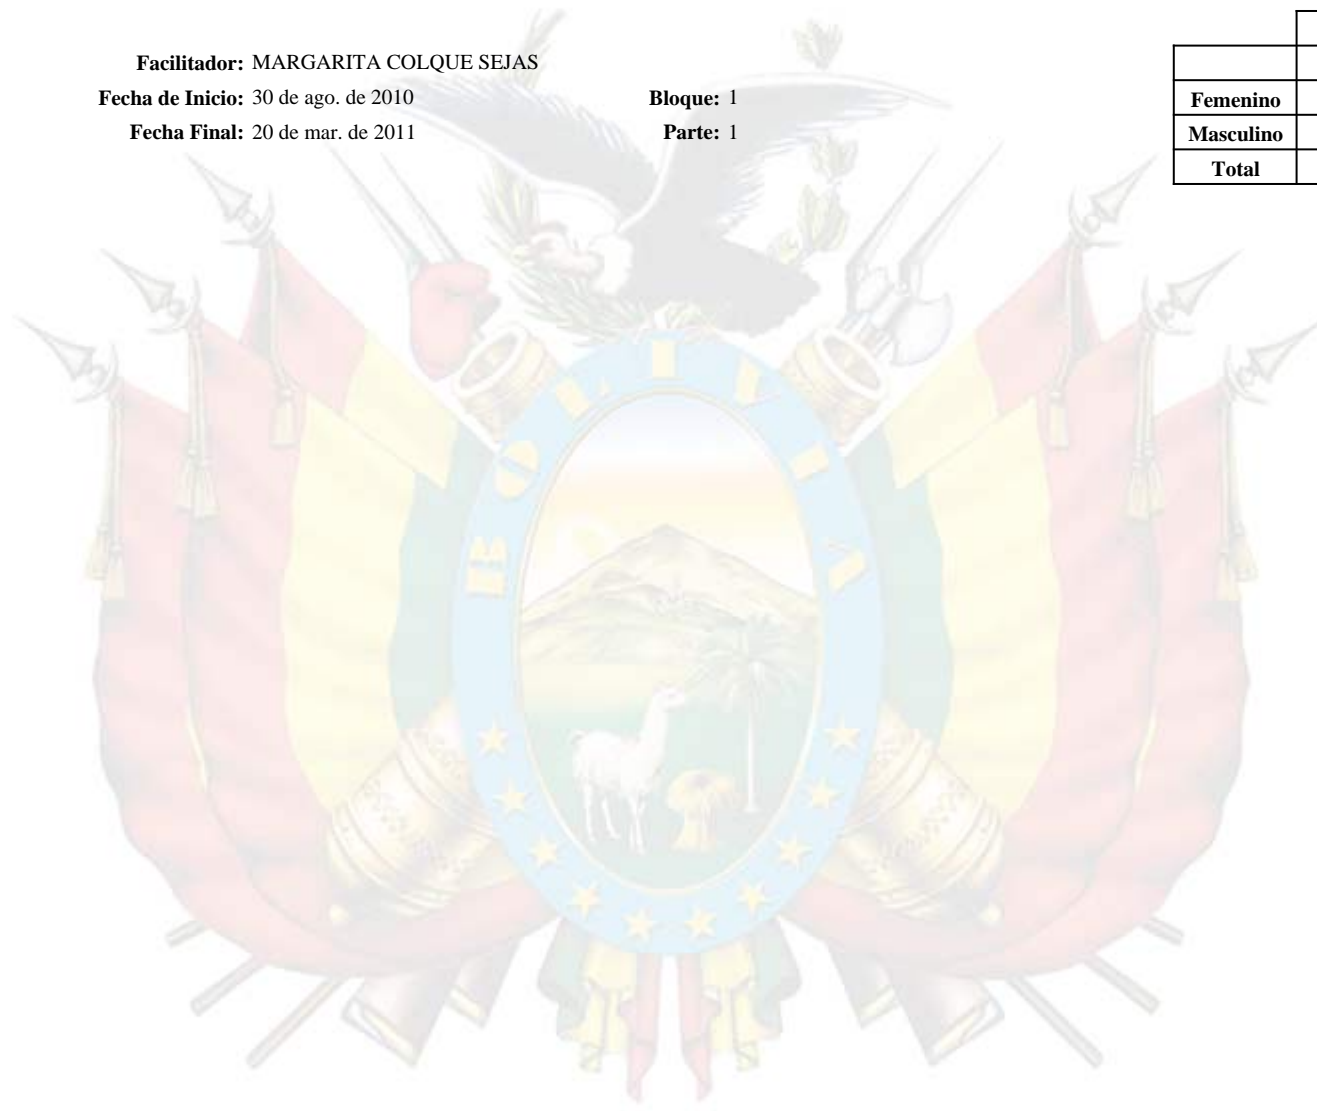 Facilitador: MARGARITA COLQUE SEJAS
Fecha de Inicio: 30 de ago. de 2010 Bloque: 1
Fecha Final: 20 de mar. de 2011 Parte: 1
Femenino
Masculino
Total
BOLIVIA